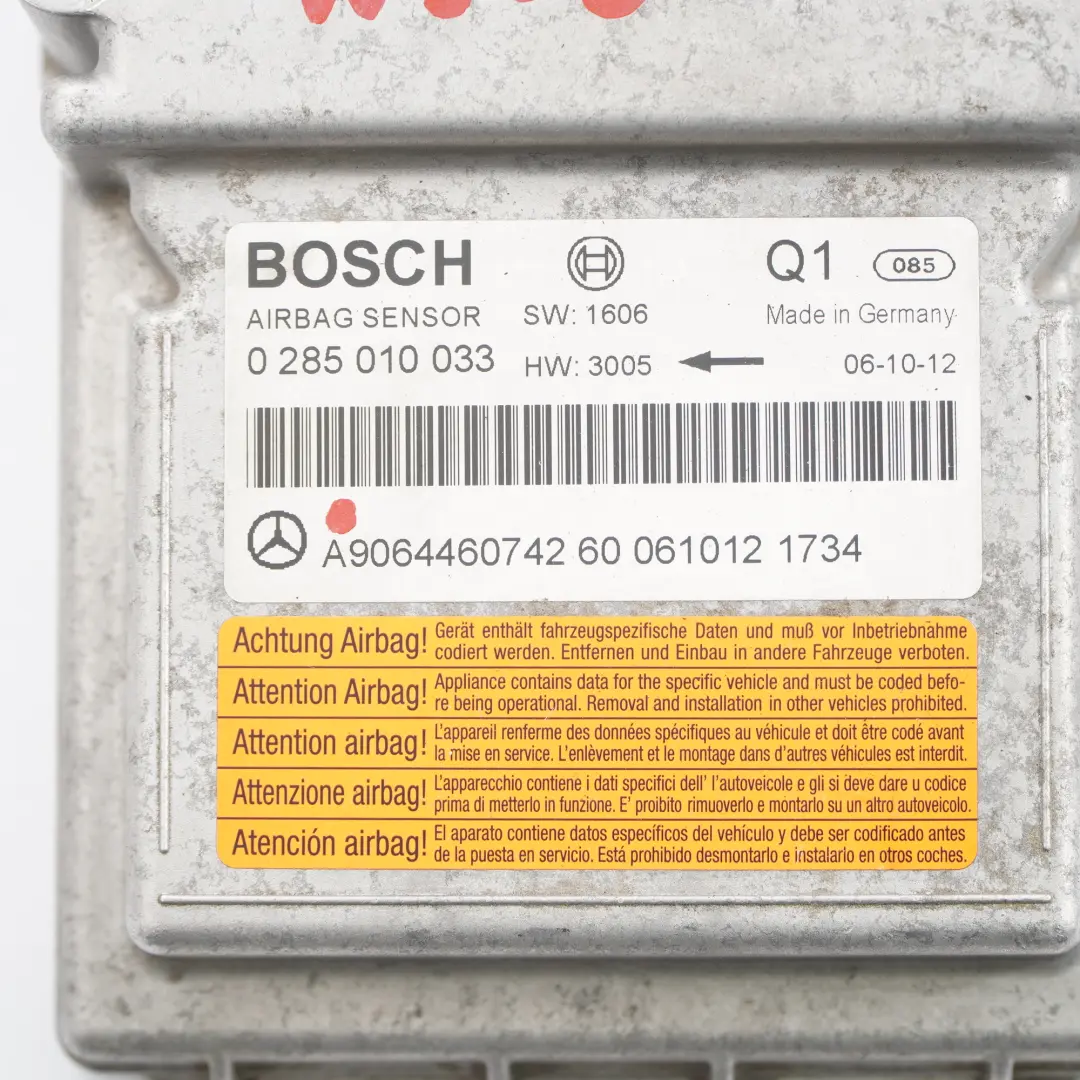 BOSCH Q1 085
AIRBAG SENSOR SW: 1606 Made in Germany
0 285 010 033 HW: 3005 06-10-12
A9064460742 60 061012 1734
Achtung Airbag! Gerät enthält fahrzeugspezifische Daten und muß vor Inbetriebnahme
codiert werden. Entfernen und Einbau in andere Fahrzeuge verboten.
Attention Airbag! Appliance contains data for the specific vehicle and must be coded befo-
re being operational. Removal and installation in other vehicles prohibited.
Attention airbag! L'appareil renferme des données spécifiques au véhicule et doit être codé avant
la mise en service. L'enlèvement et le montage dans d'autres véhicules est interdit.
Attenzione airbag! L'apparecchio contiene i dati specifici dell' l'autoveicolo e gli si deve dare u codice
prima di metterlo in funzione. E' proibito rimuoverlo e montarlo su un altro autoveicolo.
Atención airbag! El aparato contiene datos específicos del vehículo y debe ser codificado antes
de la puesta en servicio. Está prohibido desmontarlo e instalarlo en otros coches.